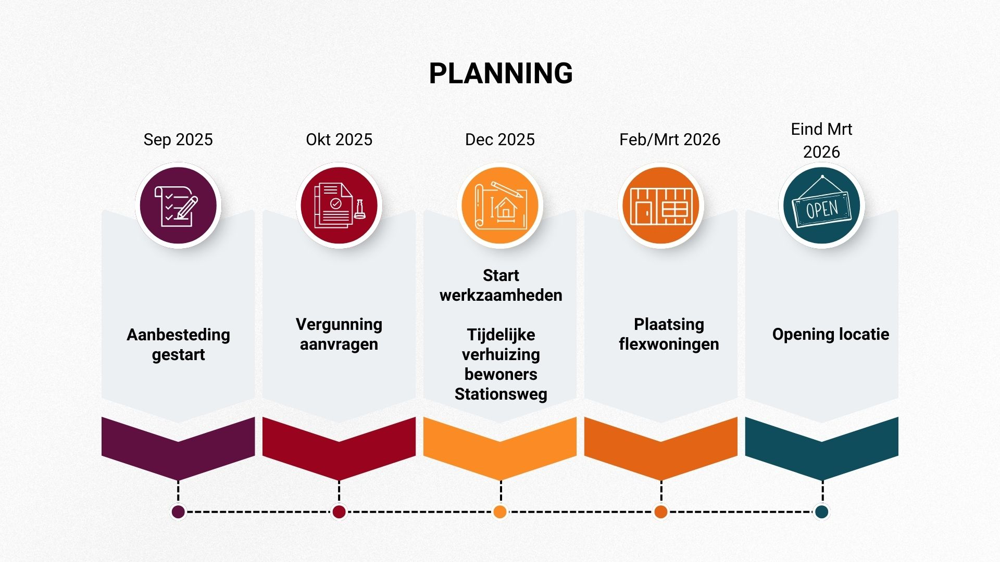 PLANNING
Sep 2025
Okt 2025
Dec 2025
Feb/Mrt 2026
Eind Mrt
2026
OPEN
Aanbesteding
gestart
Vergunning
aanvragen
Start
werkzaamheden
Tijdelijke
verhuizing
bewoners
Stationsweg
Plaatsing
flexwoningen
Opening locatie